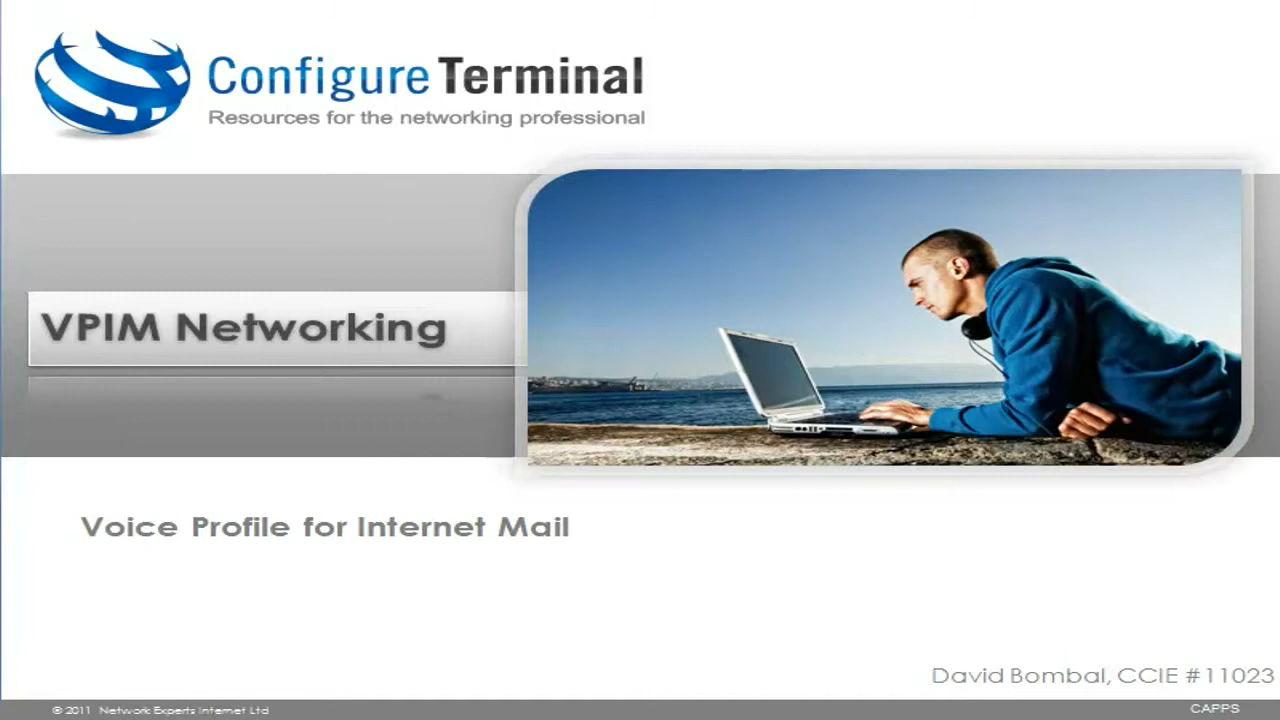 Configure Terminal
Resources for the networking professional
VPIM Networking
Voice Profile for Internet Mail
David Bombal, CCIE #11023
© 2011 Network Experts Internet Ltd
CAPPS